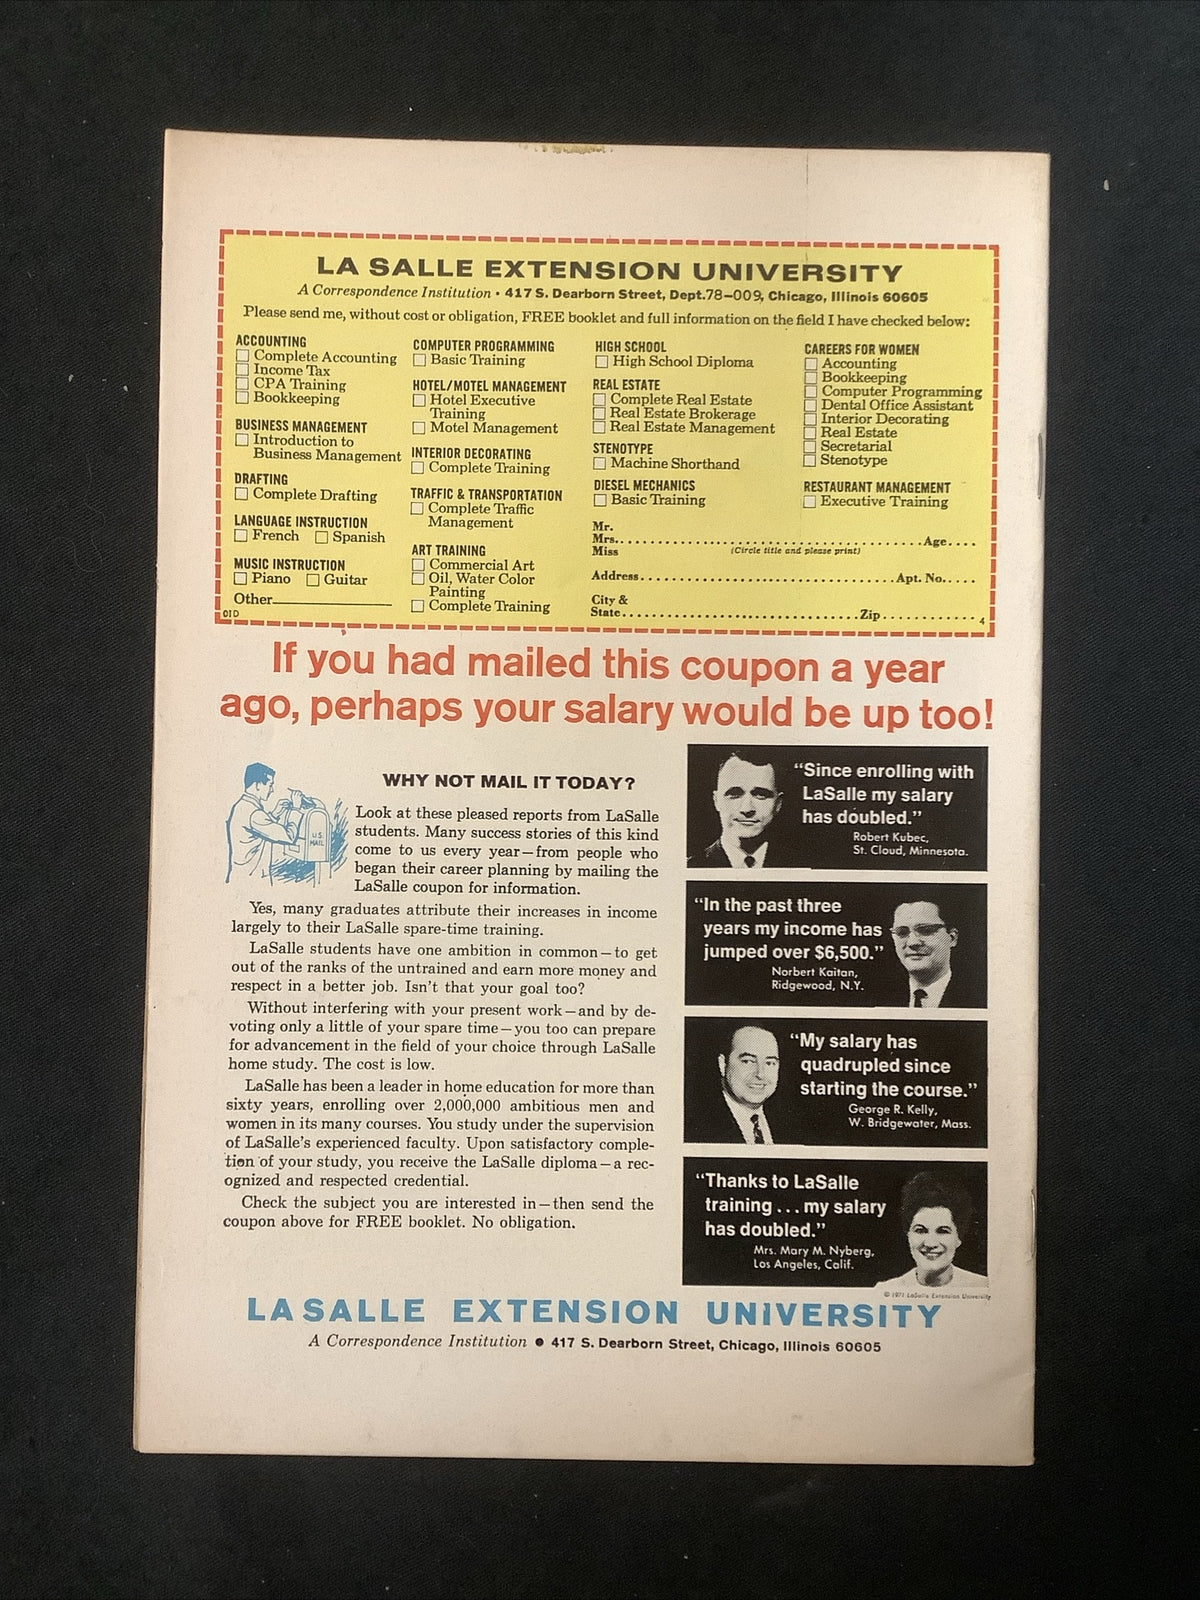 LA SALLE EXTENSION UNIVERSITY
A Correspondence Institution • 417 S. Dearborn Street, Dept.78–009, Chicago, Illinois 60605
Please send me, without cost or obligation, FREE booklet and full information on the field I have checked below:
ACCOUNTING
Complete Accounting
Income Tax
CPA Training
Bookkeeping
BUSINESS MANAGEMENT
Introduction to
Business Management
DRAFTING
Complete Drafting
LANGUAGE INSTRUCTION
French Spanish
MUSIC INSTRUCTION
Piano Guitar
Other
01D
COMPUTER PROGRAMMING
Basic Training
HOTEL/MOTEL MANAGEMENT
Hotel Executive
Training
Motel Management
INTERIOR DECORATING
Complete Training
TRAFFIC & TRANSPORTATION
Complete Traffic
Management
ART TRAINING
Commercial Art
Oil, Water Color
Painting
Complete Training
HIGH SCHOOL
High School Diploma
REAL ESTATE
Complete Real Estate
Real Estate Brokerage
Real Estate Management
STENOTYPE
Machine Shorthand
DIESEL MECHANICS
Basic Training
CAREERS FOR WOMEN
Accounting
Bookkeeping
Computer Programming
Dental Office Assistant
Interior Decorating
Real Estate
Secretarial
Stenotype
RESTAURANT MANAGEMENT
Executive Training
Mr.
Mrs. Age
Miss (Circle title and please print)
Address Apt. No.
City &
State Zip
4
If you had mailed this coupon a year
ago, perhaps your salary would be up too!
U.S.
MAIL
WHY NOT MAIL IT TODAY?
Look at these pleased reports from LaSalle
students. Many success stories of this kind
come to us every year—from people who
began their career planning by mailing the
LaSalle coupon for information.
Yes, many graduates attribute their increases in income
largely to their LaSalle spare-time training.
LaSalle students have one ambition in common—to get
out of the ranks of the untrained and earn more money and
respect in a better job. Isn't that your goal too?
Without interfering with your present work—and by de-
voting only a little of your spare time—you too can prepare
for advancement in the field of your choice through LaSalle
home study. The cost is low.
LaSalle has been a leader in home education for more than
sixty years, enrolling over 2,000,000 ambitious men and
women in its many courses. You study under the supervision
of LaSalle's experienced faculty. Upon satisfactory comple-
tion of your study, you receive the LaSalle diploma—a rec-
ognized and respected credential.
Check the subject you are interested in—then send the
coupon above for FREE booklet. No obligation.
"Since enrolling with
LaSalle my salary
has doubled."
Robert Kubec,
St. Cloud, Minnesota.
"In the past three
years my income has
jumped over $6,500."
Norbert Kaitan,
Ridgewood, N.Y.
"My salary has
quadrupled since
starting the course."
George R. Kelly,
W. Bridgewater, Mass.
"Thanks to LaSalle
training ... my salary
has doubled."
Mrs. Mary M. Nyberg,
Los Angeles, Calif.
© 1971 LaSalle Extension University
LA SALLE EXTENSION UNIVERSITY
A Correspondence Institution • 417 S. Dearborn Street, Chicago, Illinois 60605